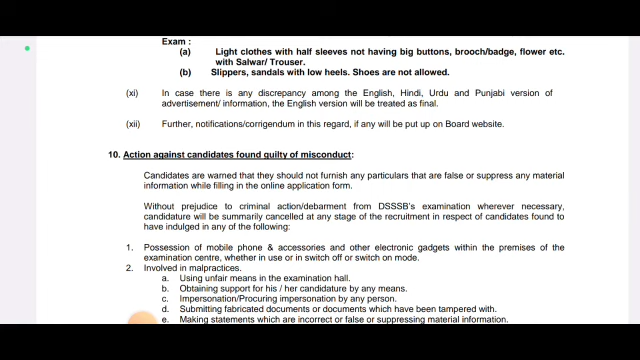 Exam :
(a) Light clothes with half sleeves not having big buttons, brooch/badge, flower etc.
with Salwar/ Trouser.
(b) Slippers, sandals with low heels. Shoes are not allowed.
(xi) In case there is any discrepancy among the English, Hindi, Urdu and Punjabi version of
advertisement/ information, the English version will be treated as final.
(xii) Further, notifications/corrigendum in this regard, if any will be put up on Board website.
10. Action against candidates found guilty of misconduct:
Candidates are warned that they should not furnish any particulars that are false or suppress any material
information while filling in the online application form.
Without prejudice to criminal action/debarment from DSSSB's examination wherever necessary,
candidature will be summarily cancelled at any stage of the recruitment in respect of candidates found to
have indulged in any of the following:
1. Possession of mobile phone & accessories and other electronic gadgets within the premises of the
examination centre, whether in use or in switch off or switch on mode.
2. Involved in malpractices.
a. Using unfair means in the examination hall.
b. Obtaining support for his / her candidature by any means.
c. Impersonation/Procuring impersonation by any person.
d. Submitting fabricated documents or documents which have been tampered with.
e. Making statements which are incorrect or false or suppressing material information.